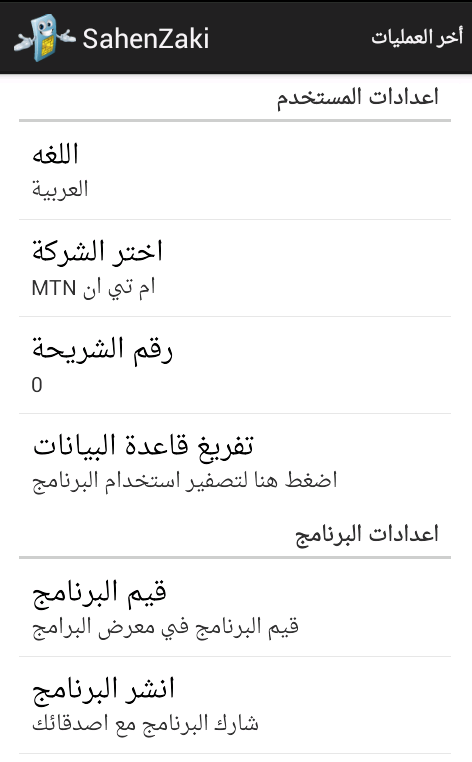 SahenZaki
أخر العمليات
اعدادات المستخدم
اللغه
العربية
اختر الشركة
ام تي ان MTN
رقم الشريحة
0
تفريغ قاعدة البيانات
اضغط هنا لتصفير استخدام البرنامج
اعدادات البرنامج
قيم البرنامج
قيم البرنامج في معرض البرامج
انشر البرنامج
شارك البرنامج مع اصدقائك